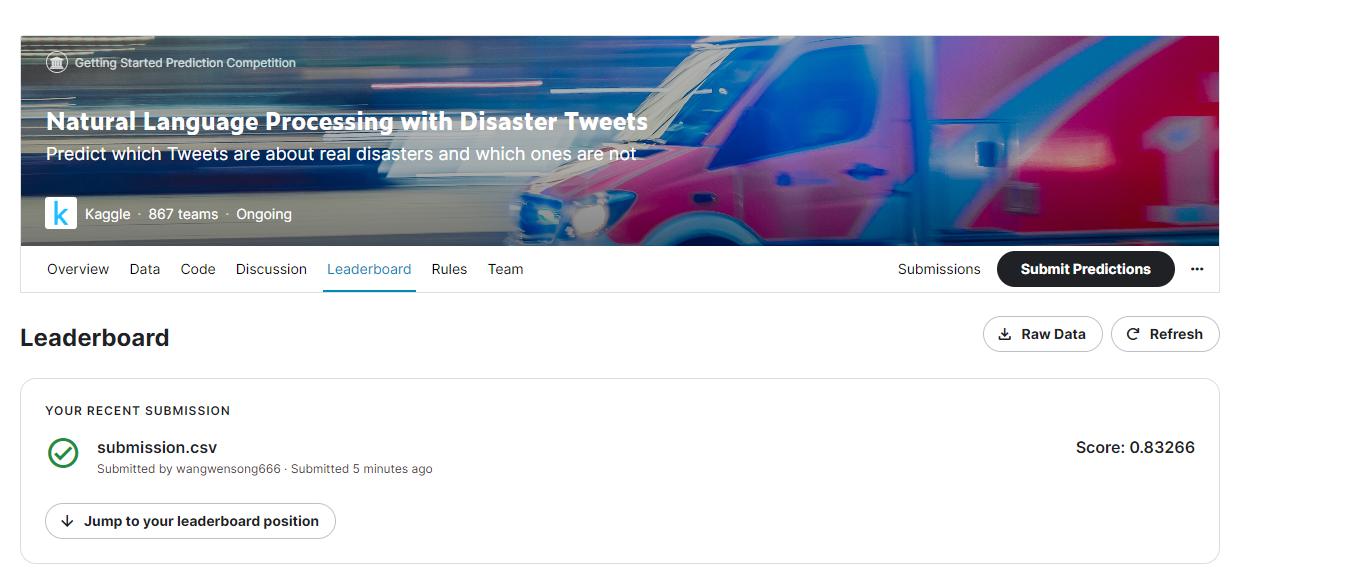 Getting Started Prediction Competition
Natural Language Processing with Disaster Tweets
Predict which Tweets are about real disasters and which ones are not
k Kaggle · 867 teams · Ongoing
Overview Data Code Discussion Leaderboard Rules Team Submissions Submit Predictions ···
Leaderboard Raw Data Refresh
YOUR RECENT SUBMISSION
submission.csv Score: 0.83266
Submitted by wangwensong666 · Submitted 5 minutes ago
Jump to your leaderboard position